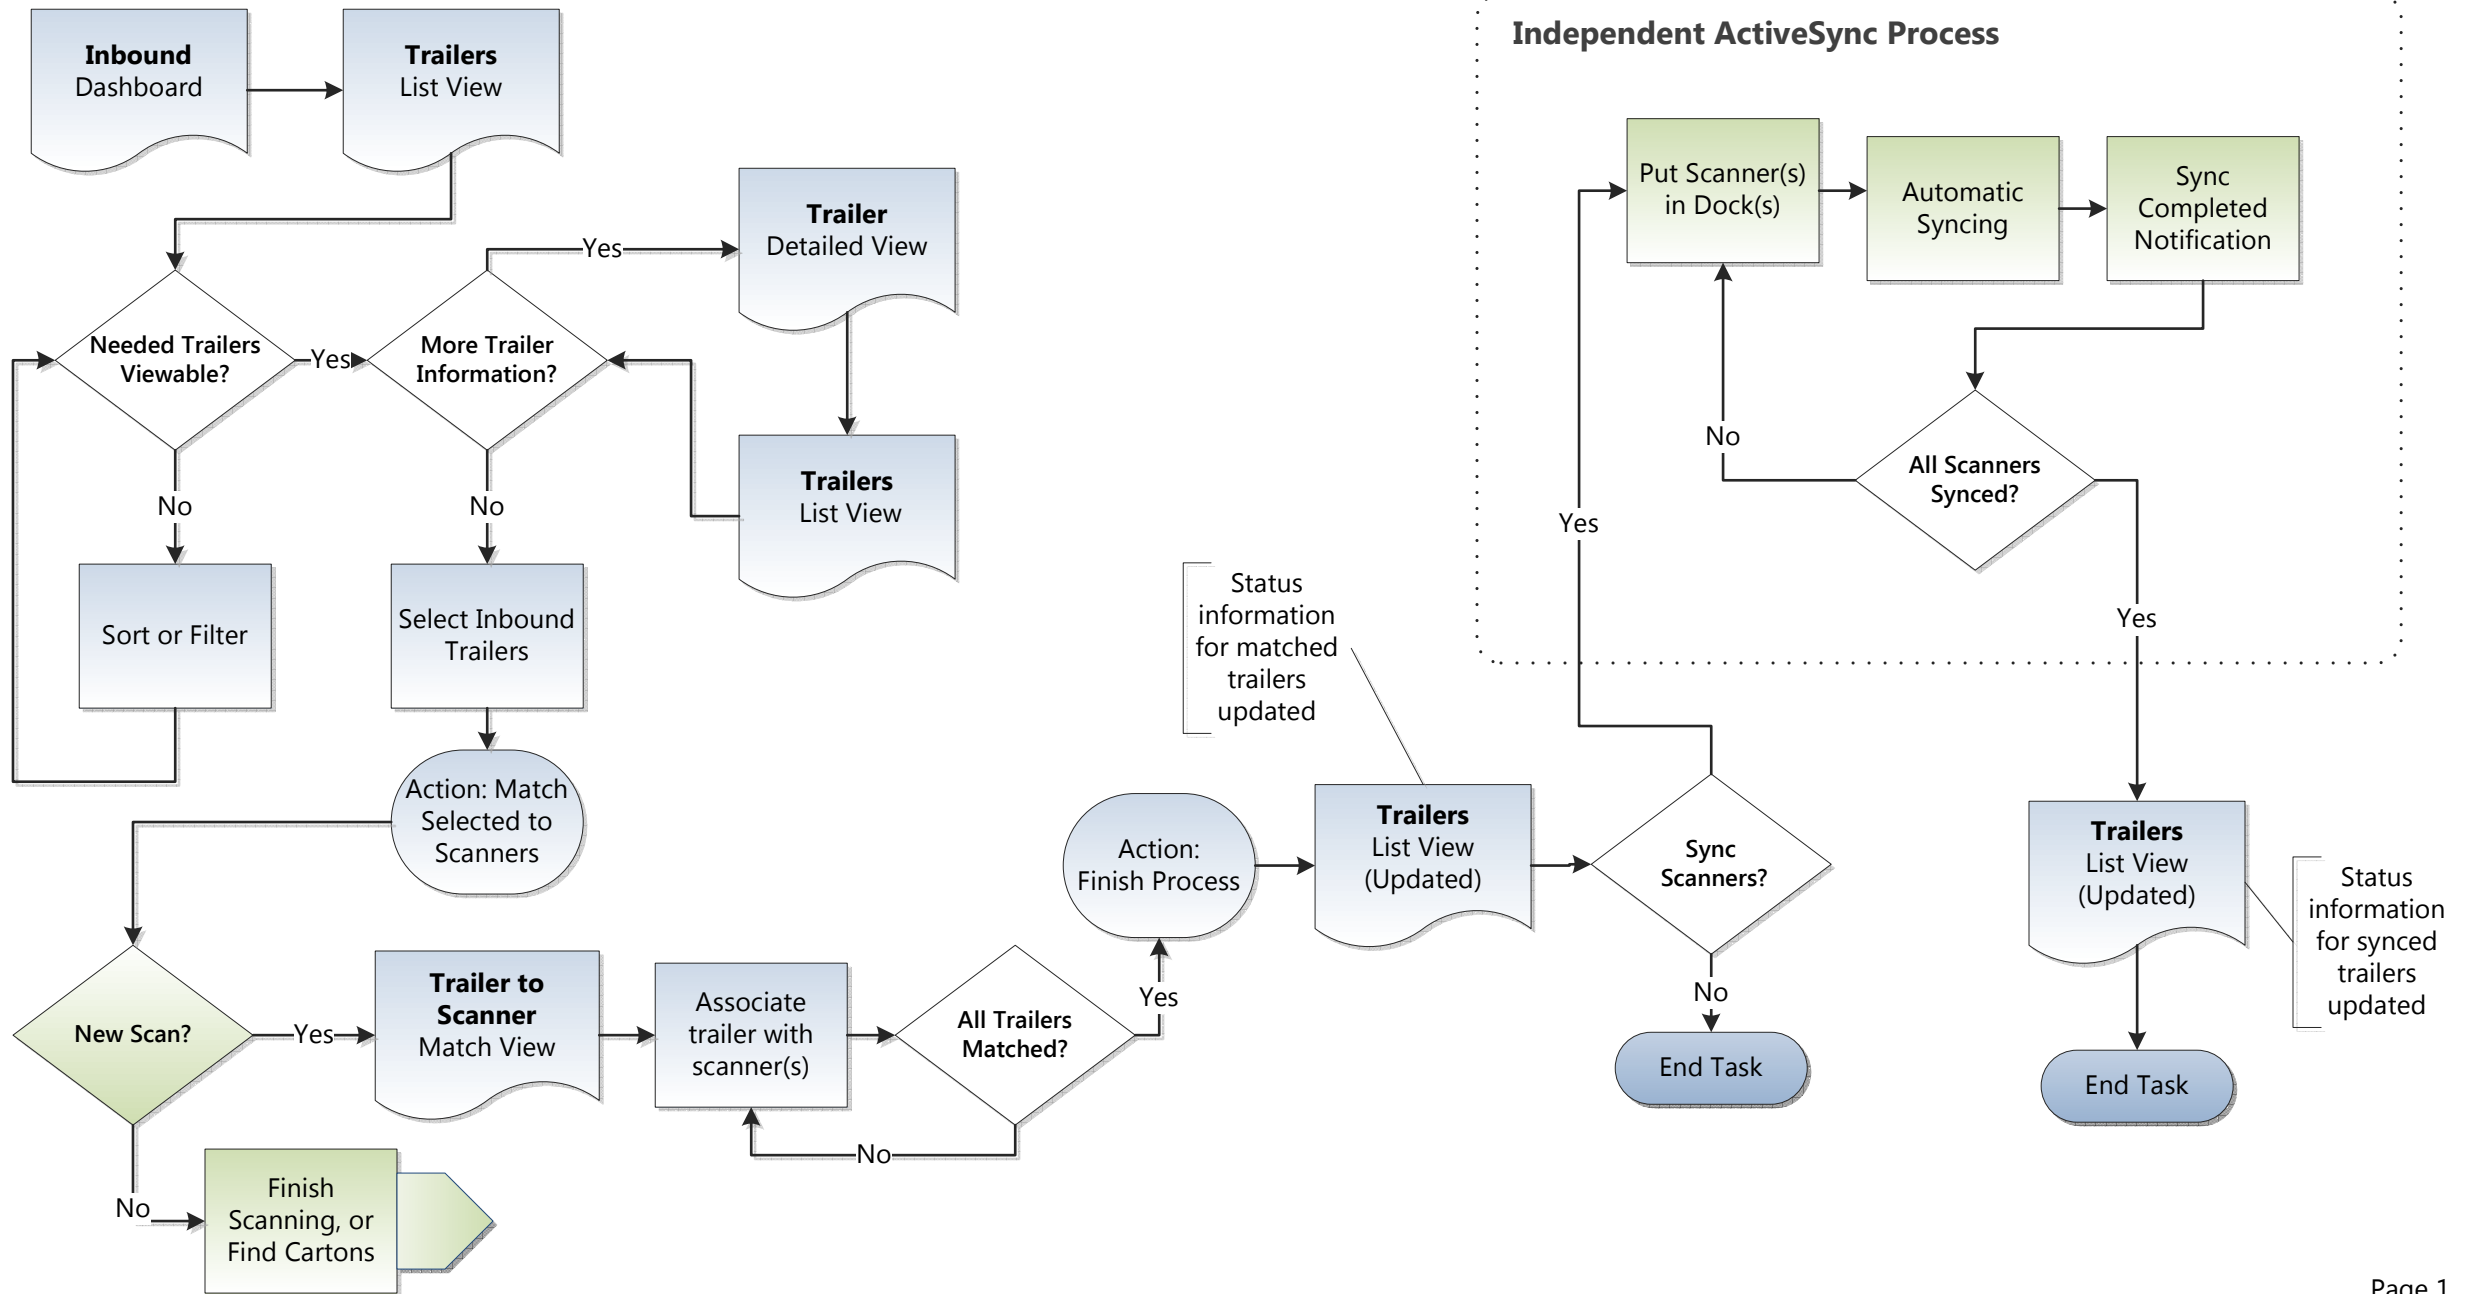 Inbound
Dashboard
Trailers
List View
Independent ActiveSync Process
Put Scanner(s)
in Dock(s)
Automatic
Syncing
Sync
Completed
Notification
Trailer
Detailed View
Yes
Needed Trailers
Viewable?
Yes
More Trailer
Information?
No
No
Trailers
List View
No
All Scanners
Synced?
Yes
Yes
Sort or Filter
Select Inbound
Trailers
Status
information
for matched
trailers
updated
Action: Match
Selected to
Scanners
Action:
Finish Process
Trailers
List View
(Updated)
Sync
Scanners?
Trailers
List View
(Updated)
Status
information
for synced
trailers
updated
New Scan?
Yes
Trailer to
Scanner
Match View
Associate
trailer with
scanner(s)
All Trailers
Matched?
Yes
No
End Task
End Task
No
No
Finish
Scanning, or
Find Cartons
Page 1